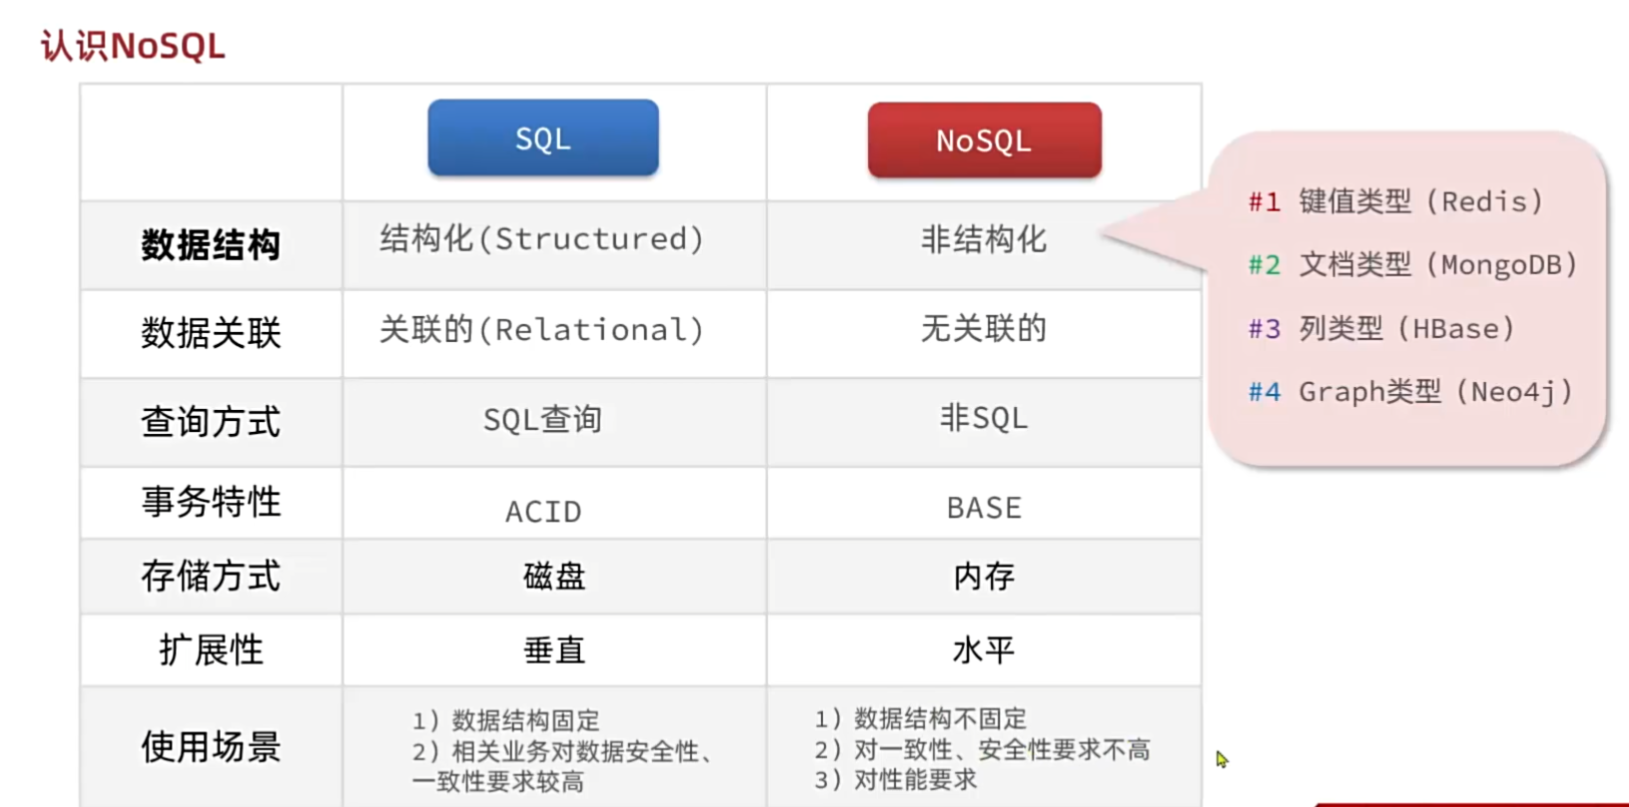 认识NoSQL
SQL
NoSQL
数据结构
结构化(Structured)
非结构化
数据关联
关联的(Relational)
无关联的
查询方式
SQL查询
非SQL
事务特性
ACID
BASE
存储方式
磁盘
内存
扩展性
垂直
水平
使用场景
1）数据结构固定
2）相关业务对数据安全性、
一致性要求较高
1）数据结构不固定
2）对一致性、安全性要求不高
3）对性能要求
#1 键值类型（Redis）
#2 文档类型（MongoDB）
#3 列类型（HBase）
#4 Graph类型（Neo4j）